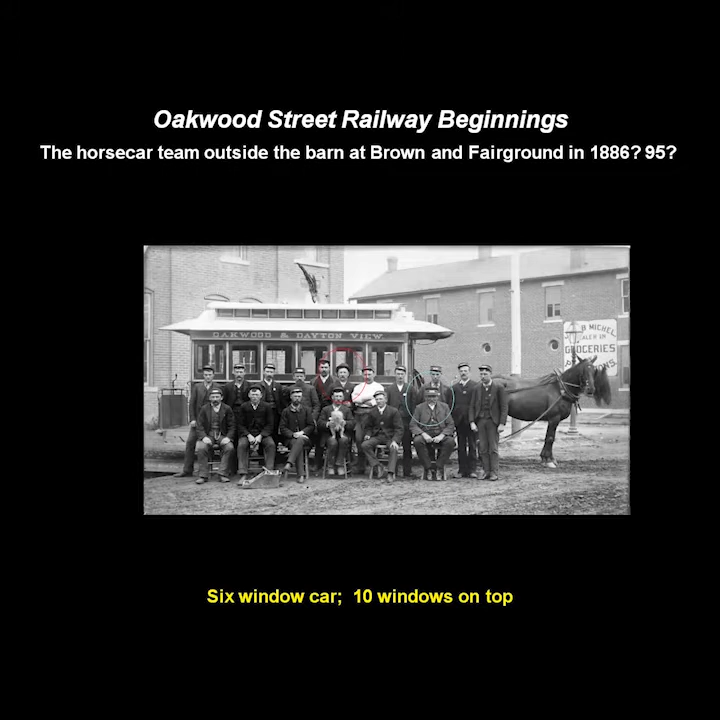 Oakwood Street Railway Beginnings
The horsecar team outside the barn at Brown and Fairground in 1886? 95?
OAKWOOD & DAYTON VIEW
B MICHEL
GROCERIES
Six window car;  10 windows on top